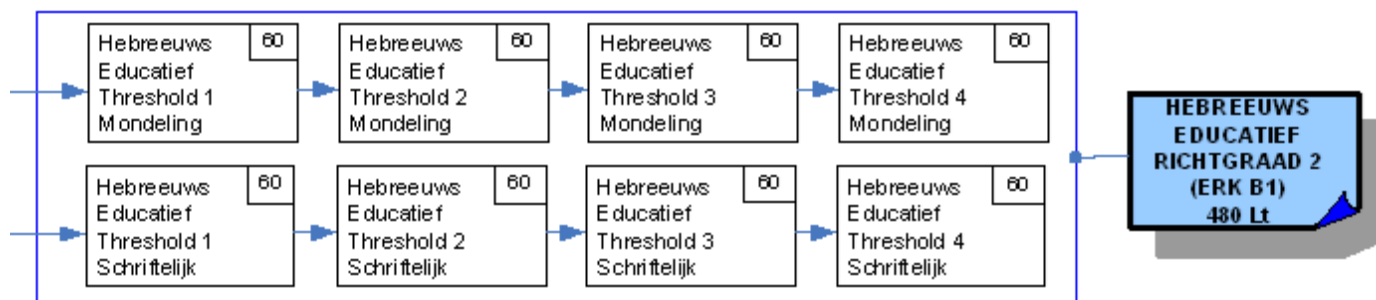 Hebreeuws 60
Educatief
Threshold 1
Mondeling
Hebreeuws 60
Educatief
Threshold 2
Mondeling
Hebreeuws 60
Educatief
Threshold 3
Mondeling
Hebreeuws 60
Educatief
Threshold 4
Mondeling
Hebreeuws 60
Educatief
Threshold 1
Schriftelijk
Hebreeuws 60
Educatief
Threshold 2
Schriftelijk
Hebreeuws 60
Educatief
Threshold 3
Schriftelijk
Hebreeuws 60
Educatief
Threshold 4
Schriftelijk
HEBREEUWS
EDUCATIEF
RICHTGRAAD 2
(ERK B1)
480 Lt